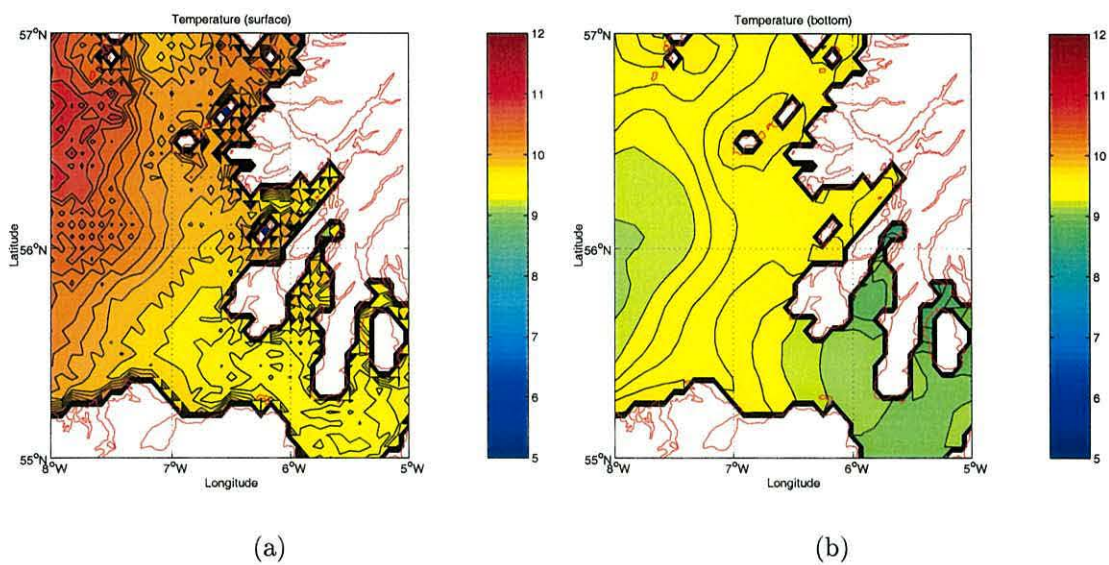 Temperature (surface)
57°N
56°N
55°N
8°W
7°W
6°W
5°W
Latitude
Longitude
12
11
10
9
8
7
6
5
(a)
Temperature (bottom)
57°N
56°N
55°N
8°W
7°W
6°W
5°W
Latitude
Longitude
12
11
10
9
8
7
6
5
(b)